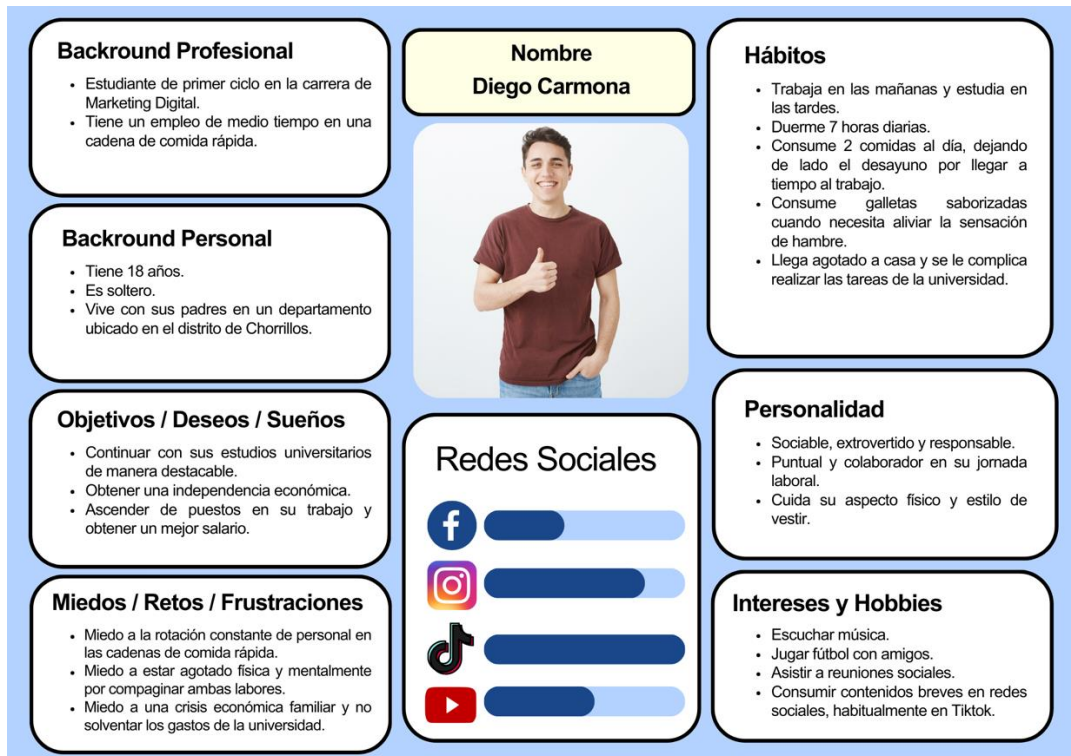 Backround Profesional
• Estudiante de primer ciclo en la carrera de
Marketing Digital.
• Tiene un empleo de medio tiempo en una
cadena de comida rápida.
Backround Personal
• Tiene 18 años.
• Es soltero.
• Vive con sus padres en un departamento
ubicado en el distrito de Chorrillos.
Objetivos / Deseos / Sueños
• Continuar con sus estudios universitarios
de manera destacable.
• Obtener una independencia económica.
• Ascender de puestos en su trabajo y
obtener un mejor salario.
Miedos / Retos / Frustraciones
• Miedo a la rotación constante de personal en
las cadenas de comida rápida.
• Miedo a estar agotado física y mentalmente
por compaginar ambas labores.
• Miedo a una crisis económica familiar y no
solventar los gastos de la universidad.
Nombre
Diego Carmona
Redes Sociales
Hábitos
• Trabaja en las mañanas y estudia en
las tardes.
• Duerme 7 horas diarias.
• Consume 2 comidas al día, dejando
de lado el desayuno por llegar a
tiempo al trabajo.
• Consume galletas saborizadas
cuando necesita aliviar la sensación
de hambre.
• Llega agotado a casa y se le complica
realizar las tareas de la universidad.
Personalidad
• Sociable, extrovertido y responsable.
• Puntual y colaborador en su jornada
laboral.
• Cuida su aspecto físico y estilo de
vestir.
Intereses y Hobbies
• Escuchar música.
• Jugar fútbol con amigos.
• Asistir a reuniones sociales.
• Consumir contenidos breves en redes
sociales, habitualmente en Tiktok.